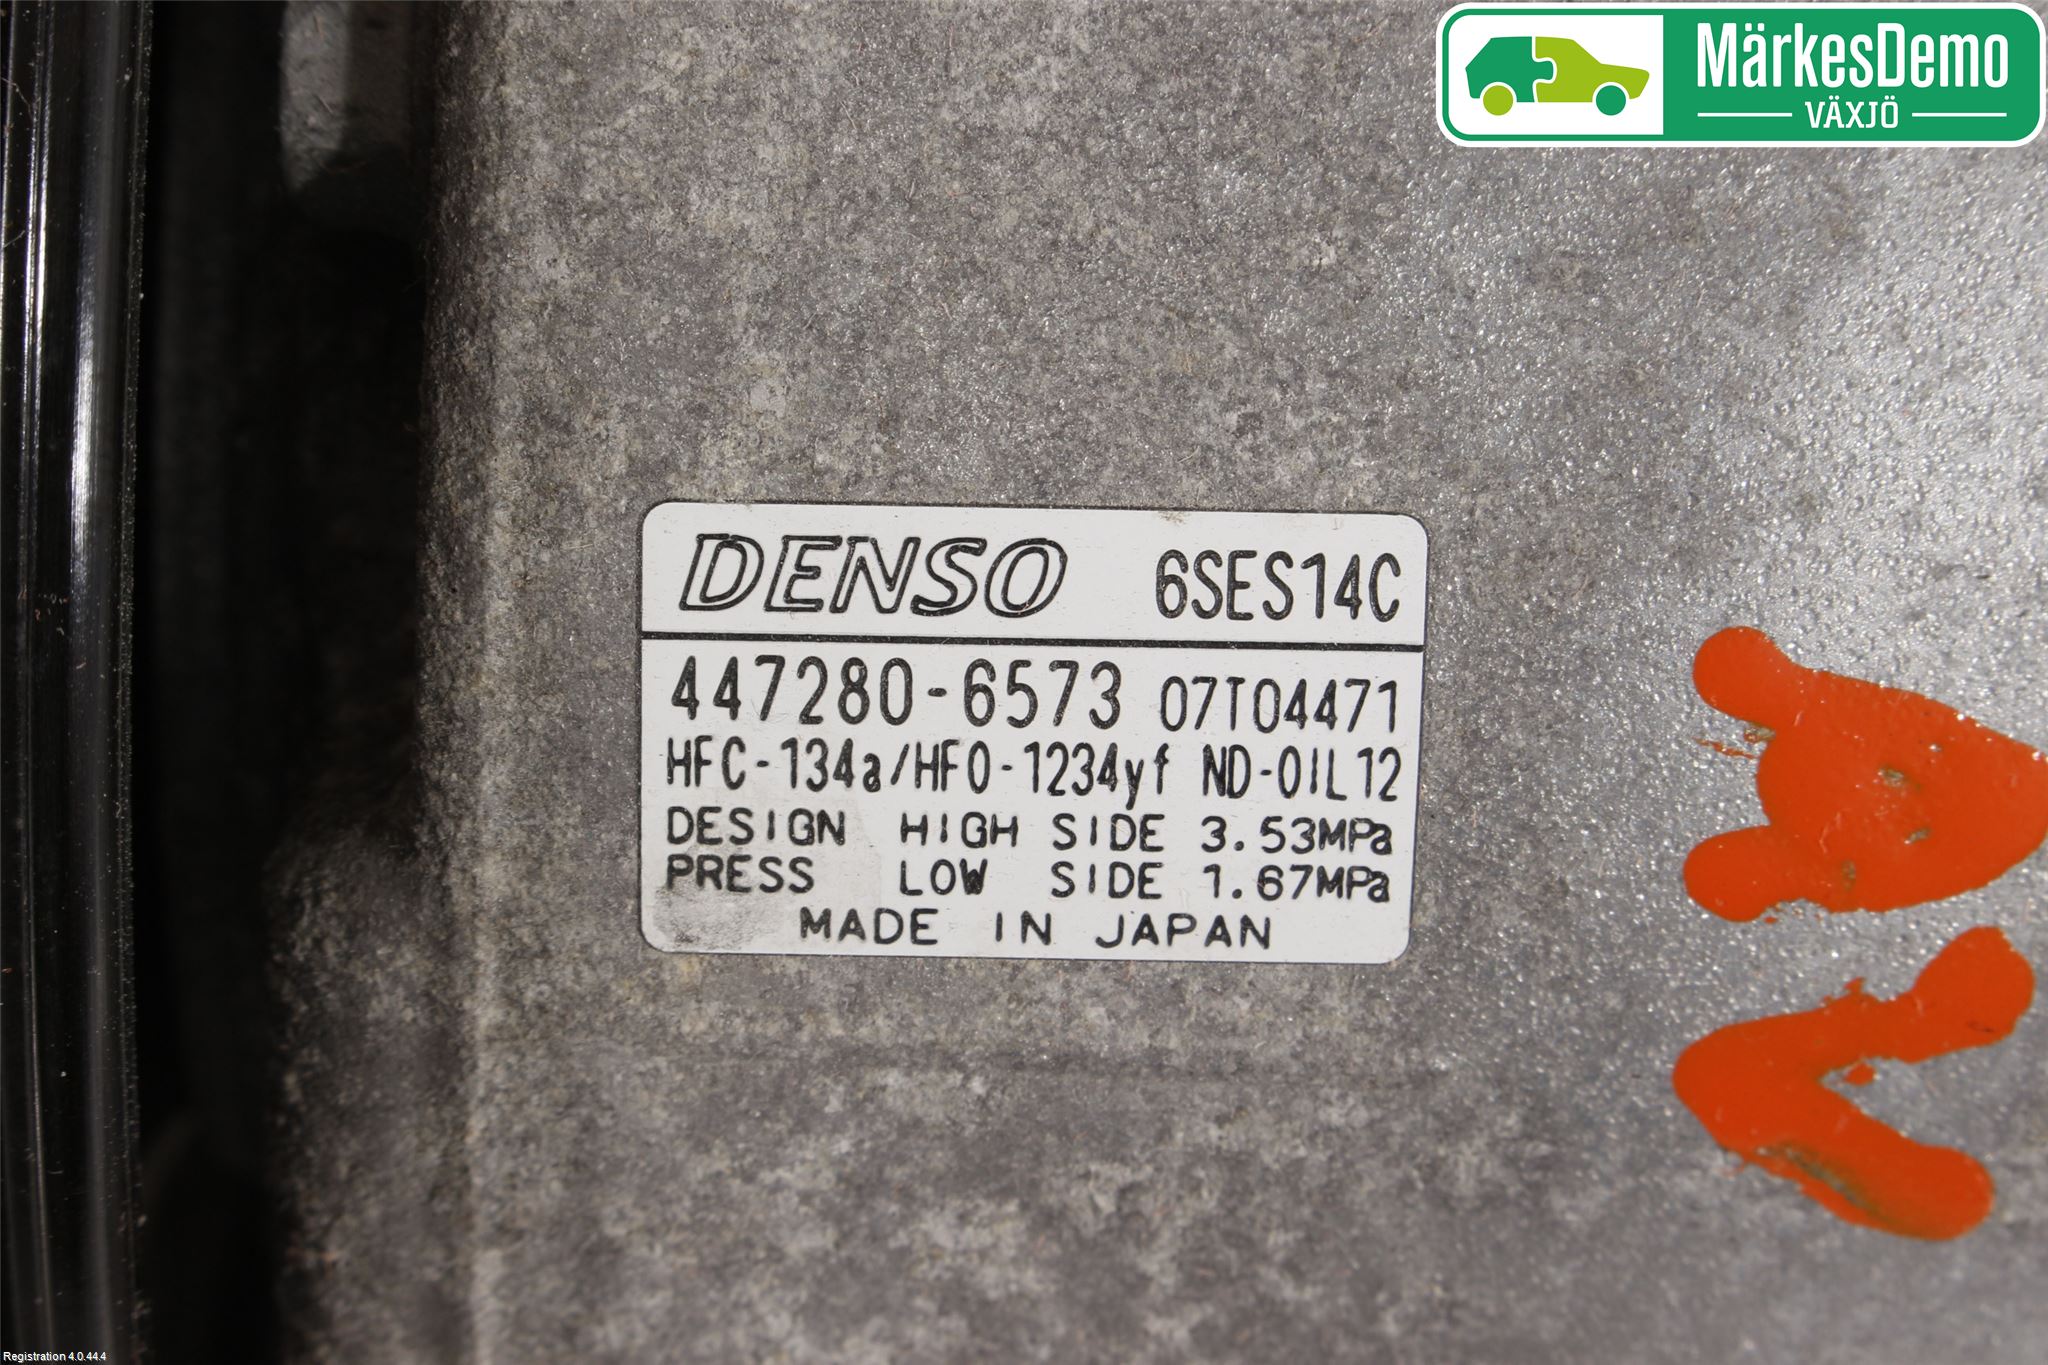 MärkesDemo
VÄXJÖ
DENSO 6SES14C
447280-6573 07T04471
HFC-134a/HFO-1234yf ND-OIL12
DESIGN HIGH SIDE 3.53MPa
PRESS LOW SIDE 1.67MPa
MADE IN JAPAN
Registration 4.0.44.4